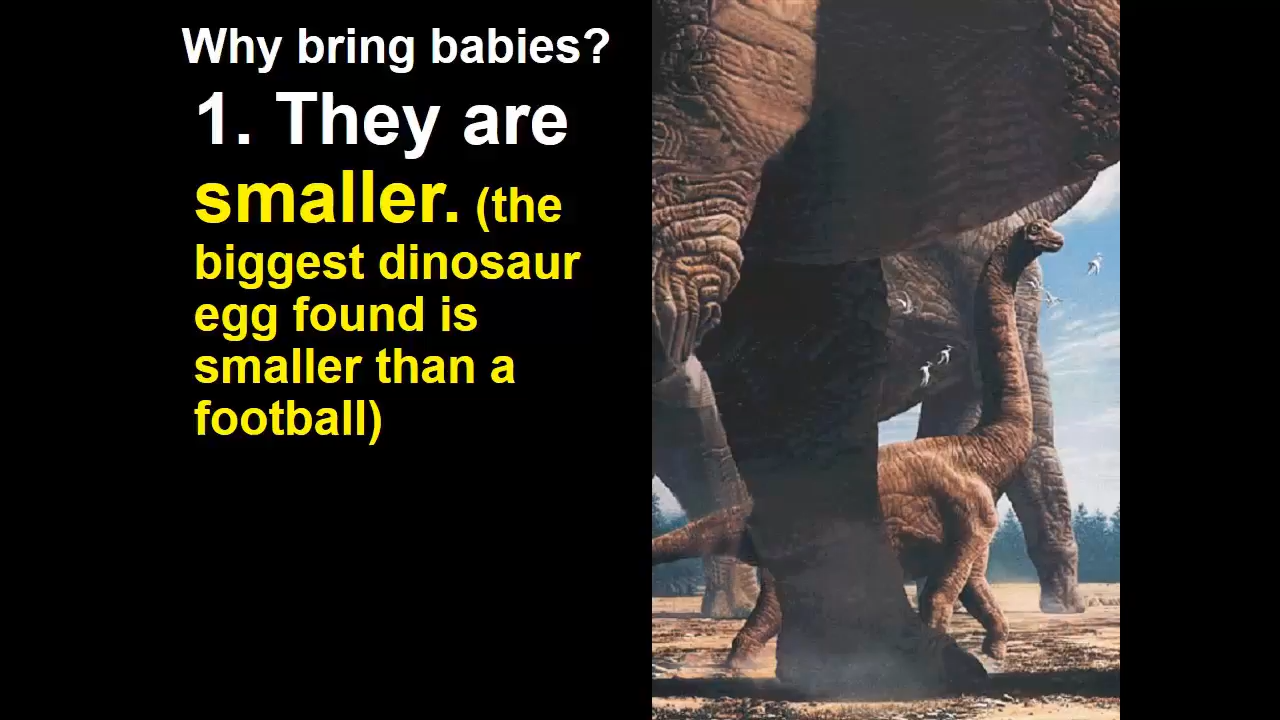 Why bring babies?
1. They are
smaller. (the
biggest dinosaur
egg found is
smaller than a
football)